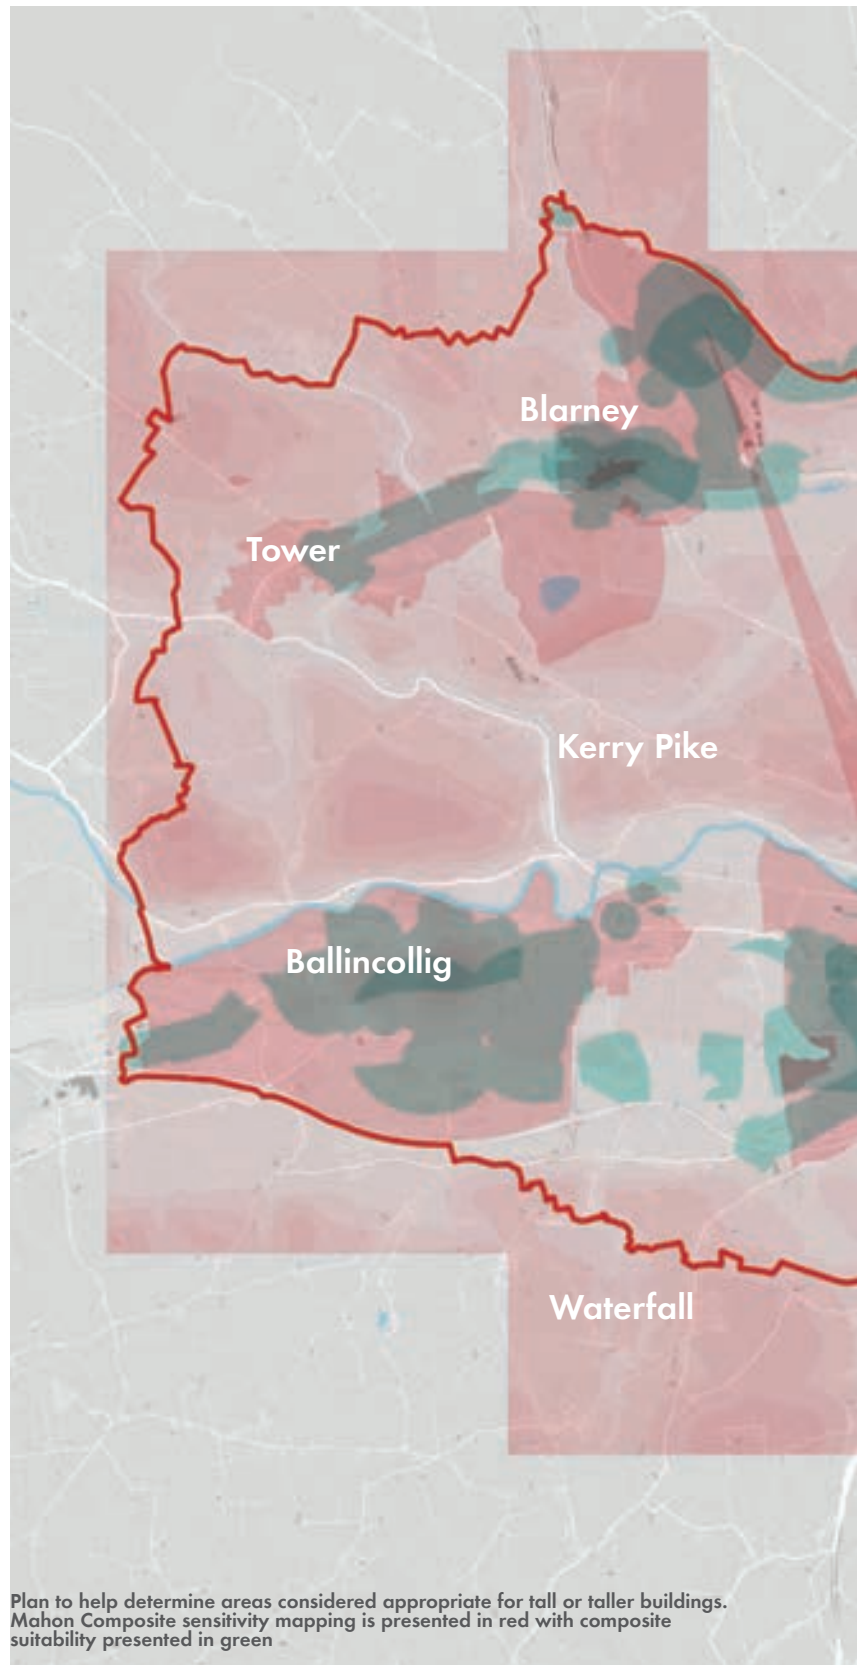 Blarney
Tower
Kerry Pike
Ballincollig
Waterfall
Plan to help determine areas considered appropriate for tall or taller buildings.
Mahon Composite sensitivity mapping is presented in red with composite
suitability presented in green